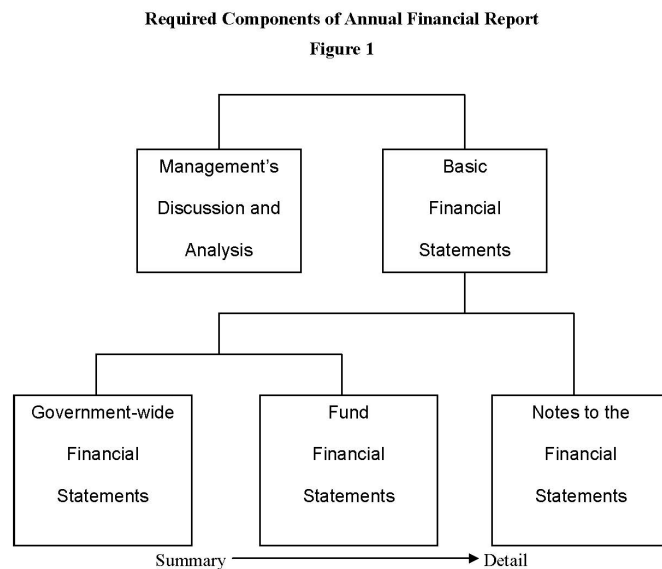 Required Components of Annual Financial Report
Figure 1
Management’s
Discussion and
Analysis
Basic
Financial
Statements
Government-wide
Financial
Statements
Fund
Financial
Statements
Notes to the
Financial
Statements
Summary
Detail